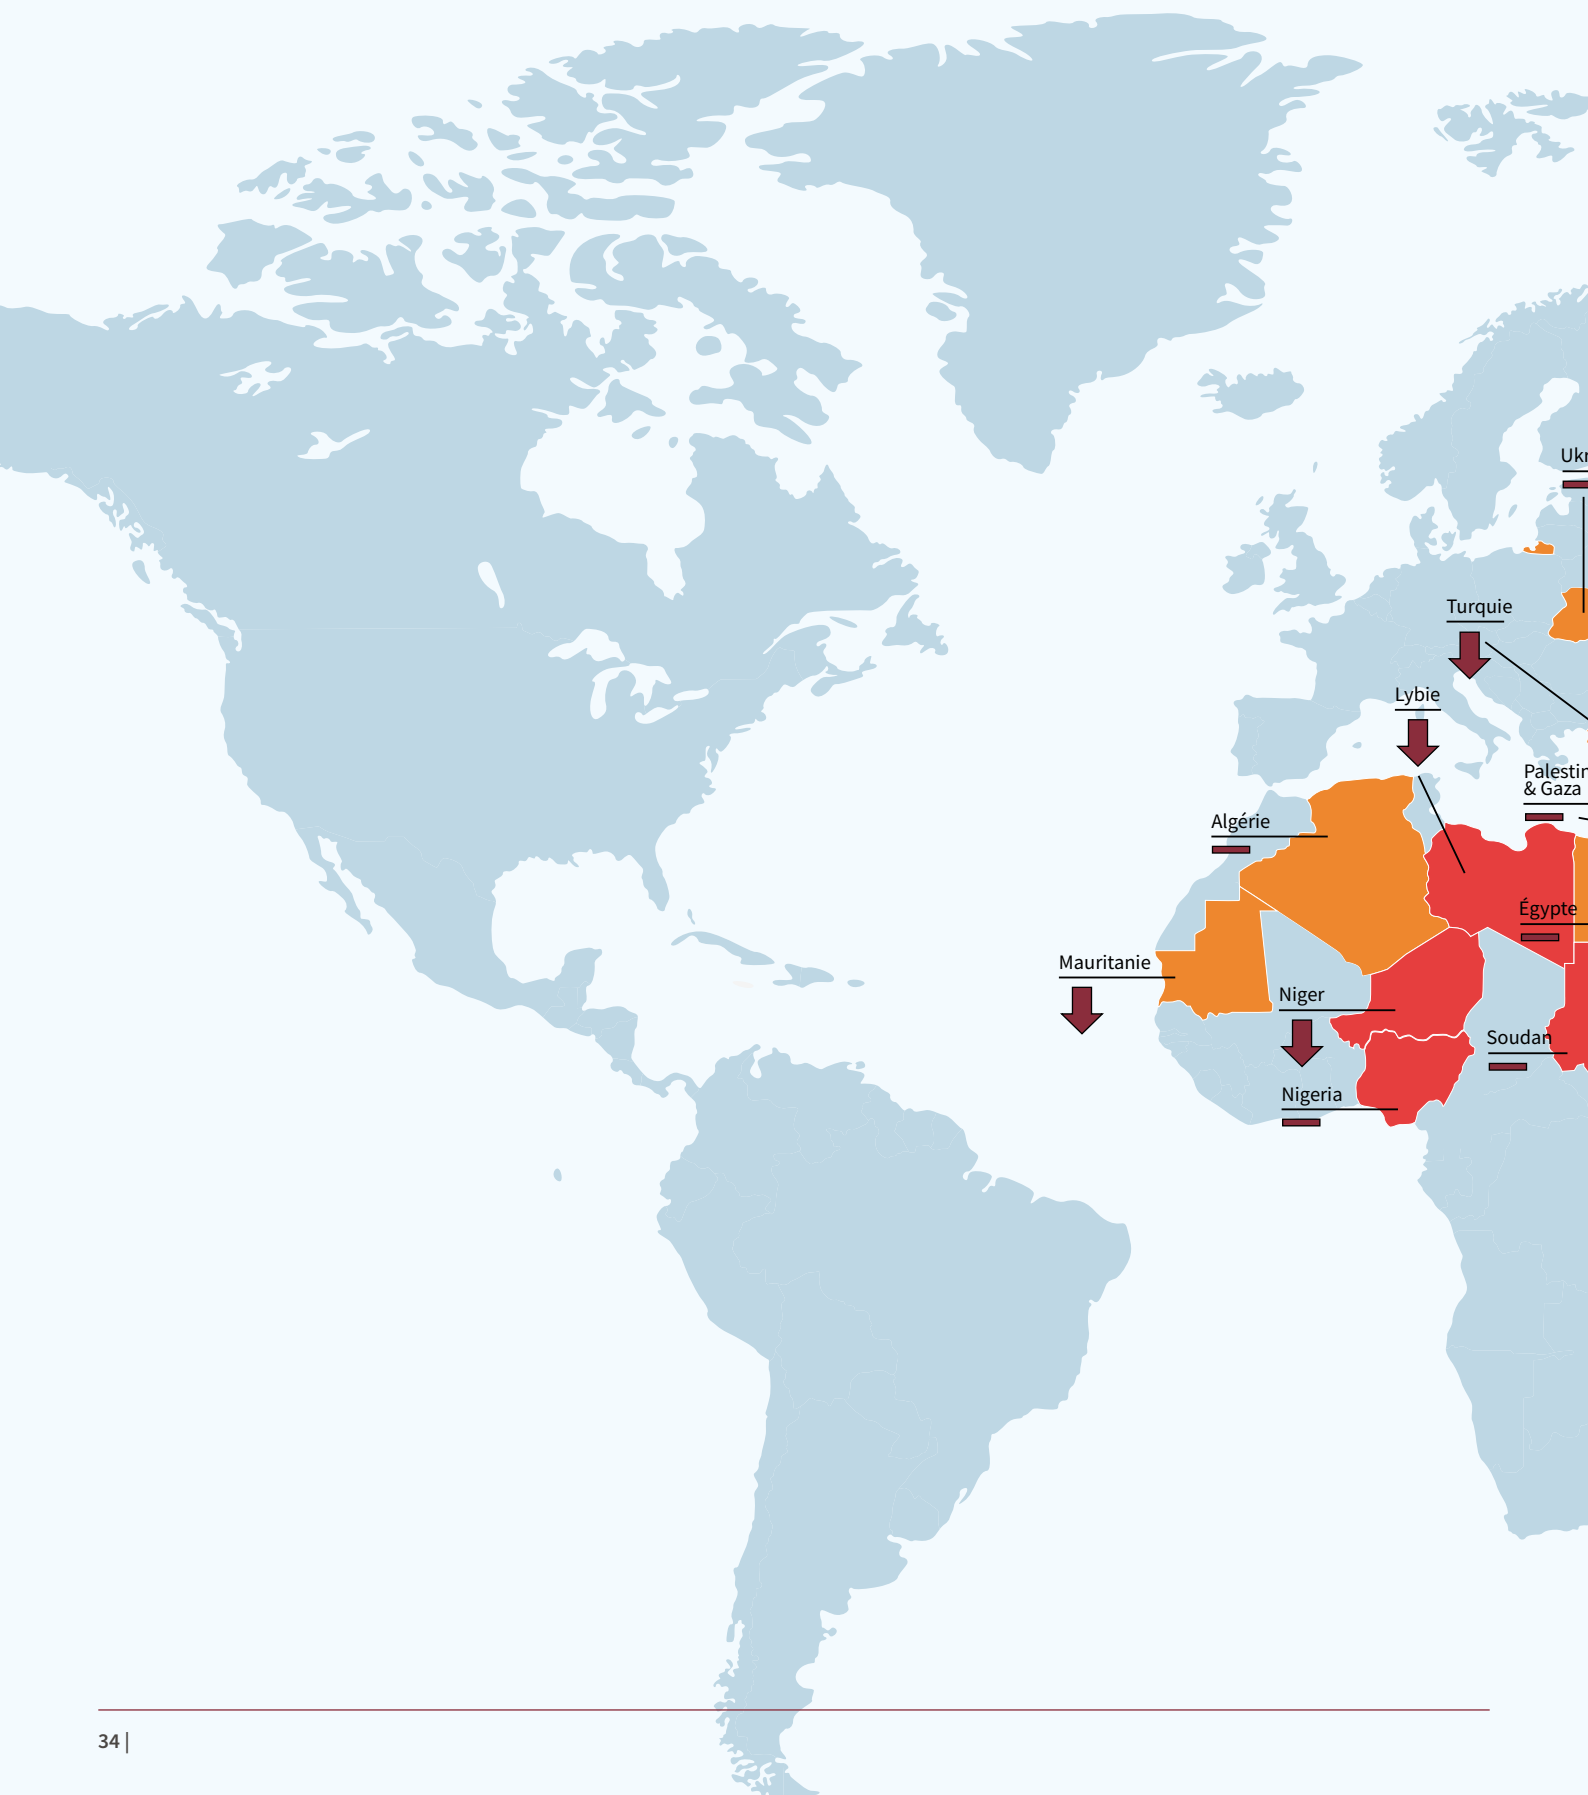 Ukr
Turquie
Lybie
Palestin
& Gaza
Algérie
Égypte
Mauritanie
Niger
Soudan
Nigeria
34 |